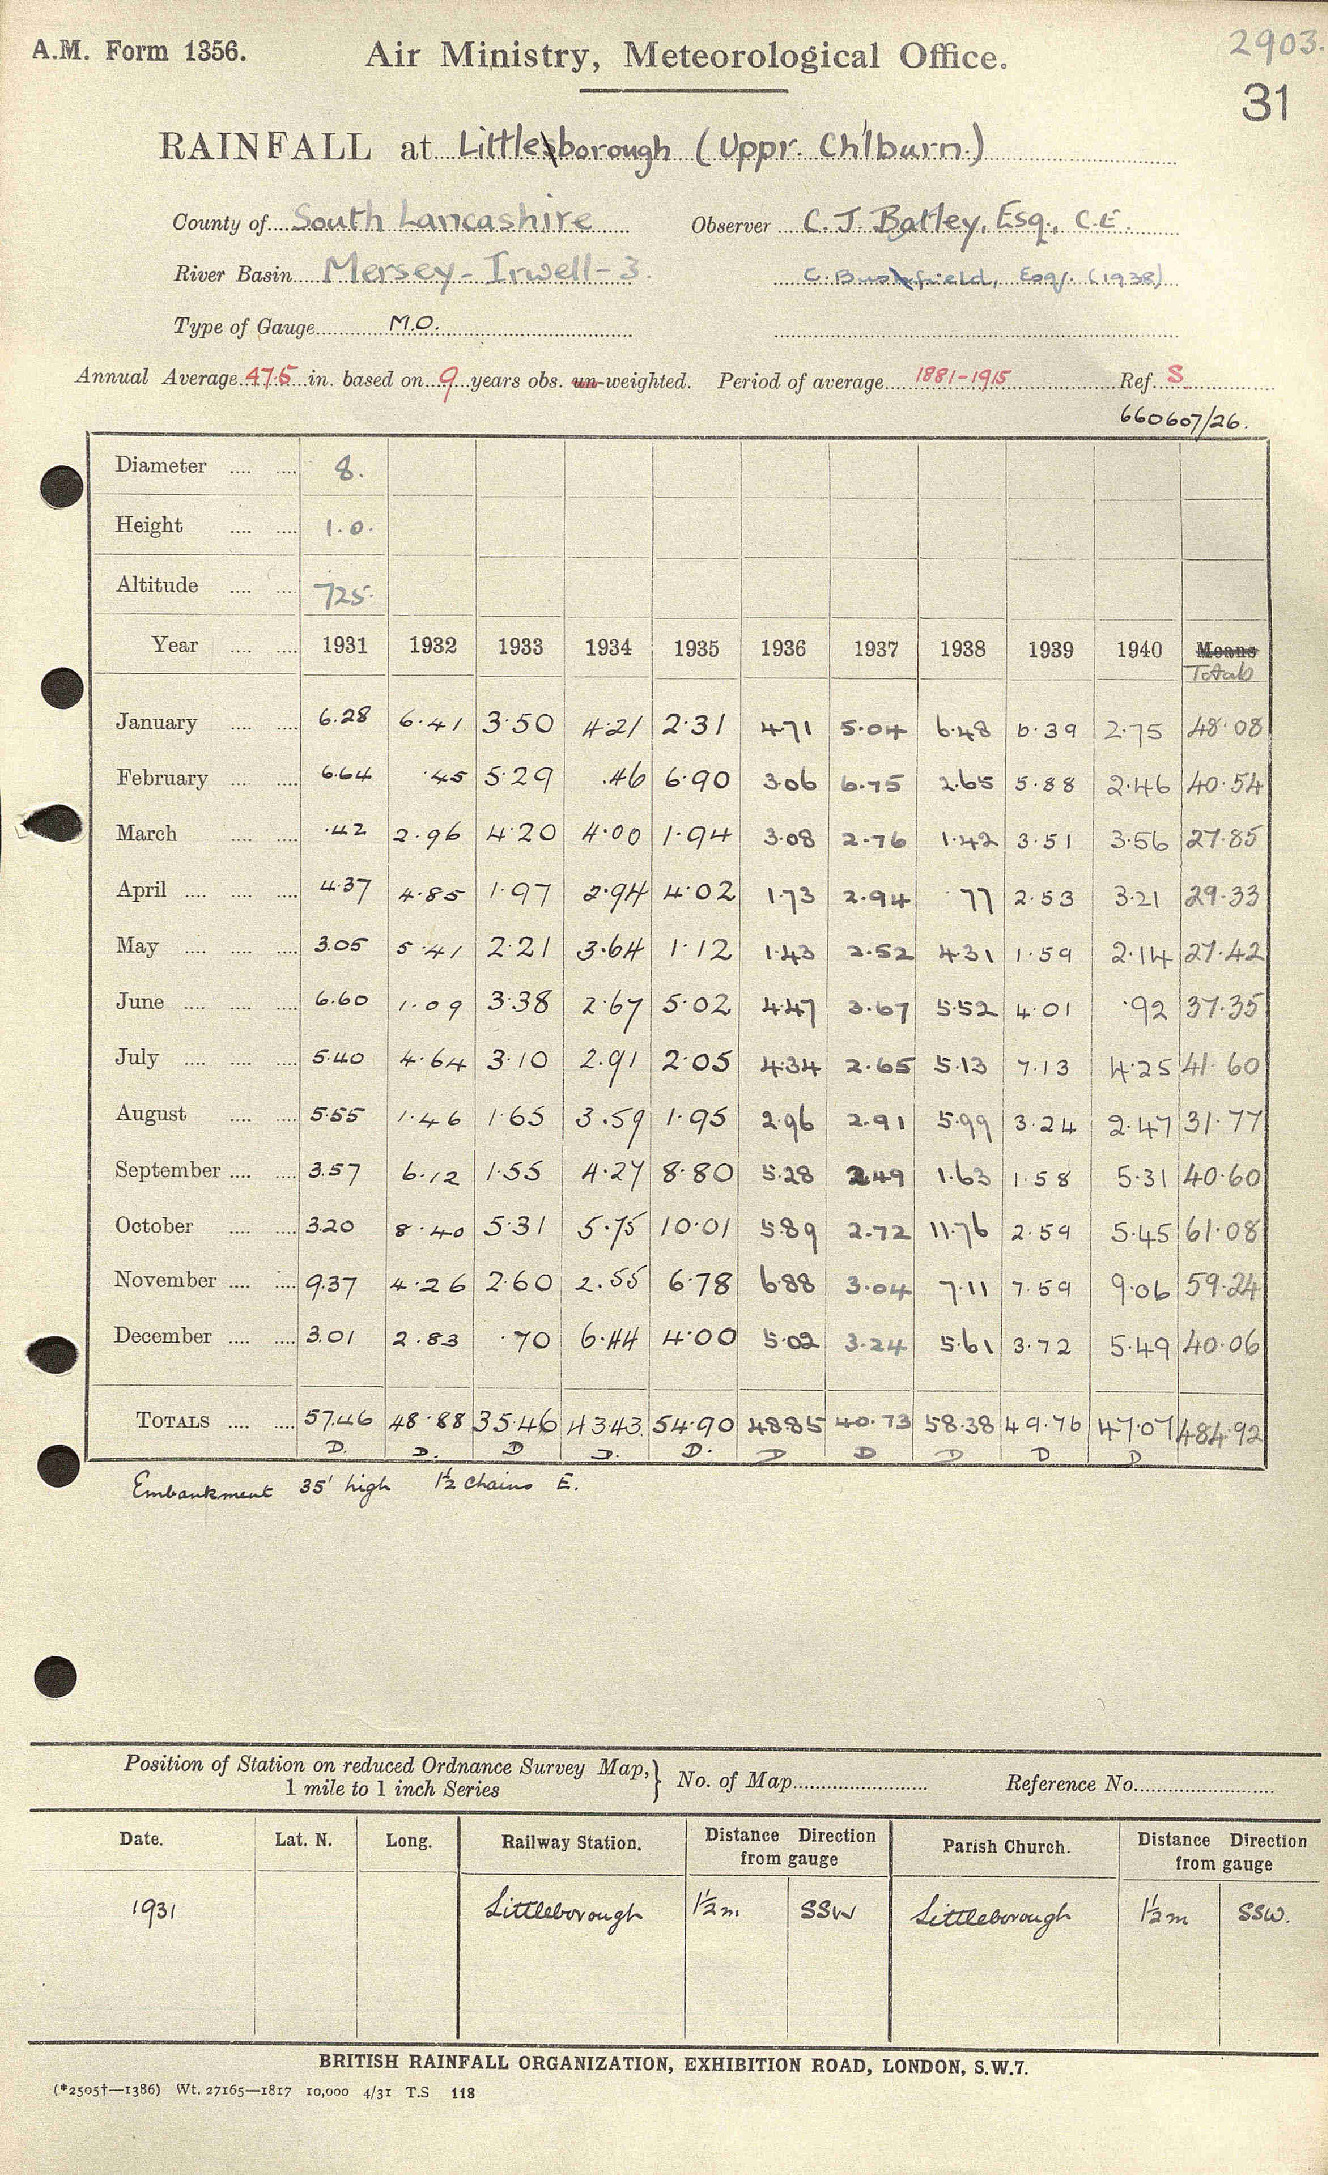 A.M. Form 1356.
Air Ministry, Meteorological Office.
2903.
31
RAINFALL at Littleborough (Uppr. Ch'lburn.)
County of South Lancashire Observer C. J. Batley, Esq., C.E.
River Basin Mersey - Irwell - 3. C. Bushfield, Esq. (1938)
Type of Gauge M.O.
Annual Average 47.5 in. based on 9 years obs. un-weighted. Period of average 1881-1915 Ref. S
660607/26.
Diameter 8.
Height 1.0.
Altitude 725.
Year 1931 1932 1933 1934 1935 1936 1937 1938 1939 1940 Means
Totals
January 6.28 6.41 3.50 4.21 2.31 4.71 5.04 6.48 6.39 2.75 48.08
February 6.64 .45 5.29 .46 6.90 3.06 6.75 2.65 5.88 2.46 40.54
March .42 2.96 4.20 4.00 1.94 3.08 2.76 1.42 3.51 3.56 27.85
April 4.37 4.85 1.97 2.94 4.02 1.73 2.94 .77 2.53 3.21 29.33
May 3.05 5.41 2.21 3.64 1.12 1.43 2.52 4.31 1.59 2.14 27.42
June 6.60 1.09 3.38 2.67 5.02 4.47 3.67 5.52 4.01 .92 37.35
July 5.40 4.64 3.10 2.91 2.05 4.34 2.65 5.13 7.13 4.25 41.60
August 5.55 1.46 1.65 3.59 1.95 2.96 2.91 5.99 3.24 2.47 31.77
September 3.57 6.12 1.55 4.27 8.80 5.28 2.49 1.63 1.58 5.31 40.60
October 3.20 8.40 5.31 5.75 10.01 5.89 2.72 11.76 2.59 5.45 61.08
November 9.37 4.26 2.60 2.55 6.78 6.88 3.04 7.11 7.59 9.06 59.24
December 3.01 2.83 .70 6.44 4.00 5.02 3.24 5.61 3.72 5.49 40.06
Totals 57.46 48.88 35.46 43.43 54.90 48.85 40.73 58.38 49.76 47.07 484.92
D. D. D D. D. D D D D D
Embankment 35' high 1½ chains E.
Position of Station on reduced Ordnance Survey Map, } No. of Map Reference No.
1 mile to 1 inch Series
Date. Lat. N. Long. Railway Station. Distance Direction from gauge Parish Church. Distance Direction from gauge
1931 Littleborough 1½ m SSW Littleborough 1½ m SSW.
BRITISH RAINFALL ORGANIZATION, EXHIBITION ROAD, LONDON, S.W.7.
(*2505†—1386) Wt. 27165—1817 10,000 4/31 T.S 118